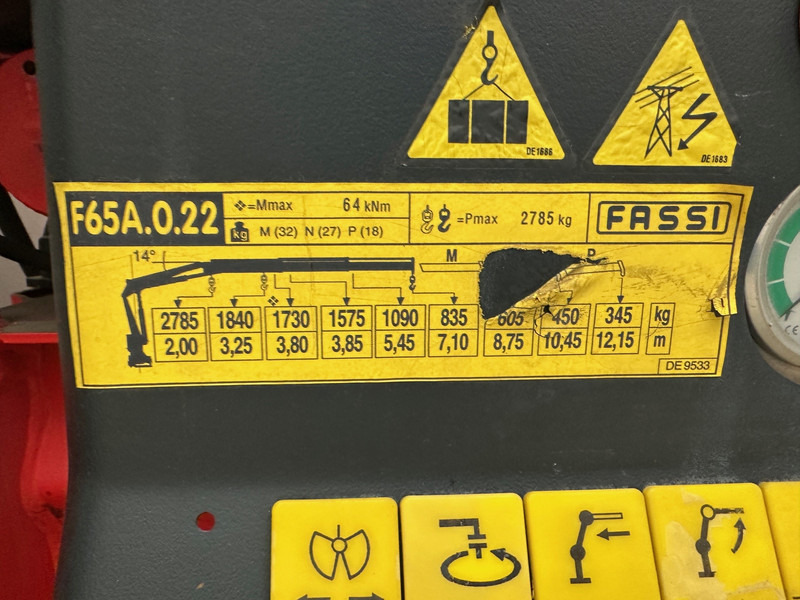 DE1686
DE1683
F65A.0.22
❖=Mmax 64 kNm
kg M (32) N (27) P (18)
=Pmax 2785 kg
FASSI
14°
M
P
❖
2785 1840 1730 1575 1090 835 605 450 345 kg
2,00 3,25 3,80 3,85 5,45 7,10 8,75 10,45 12,15 m
DE9533